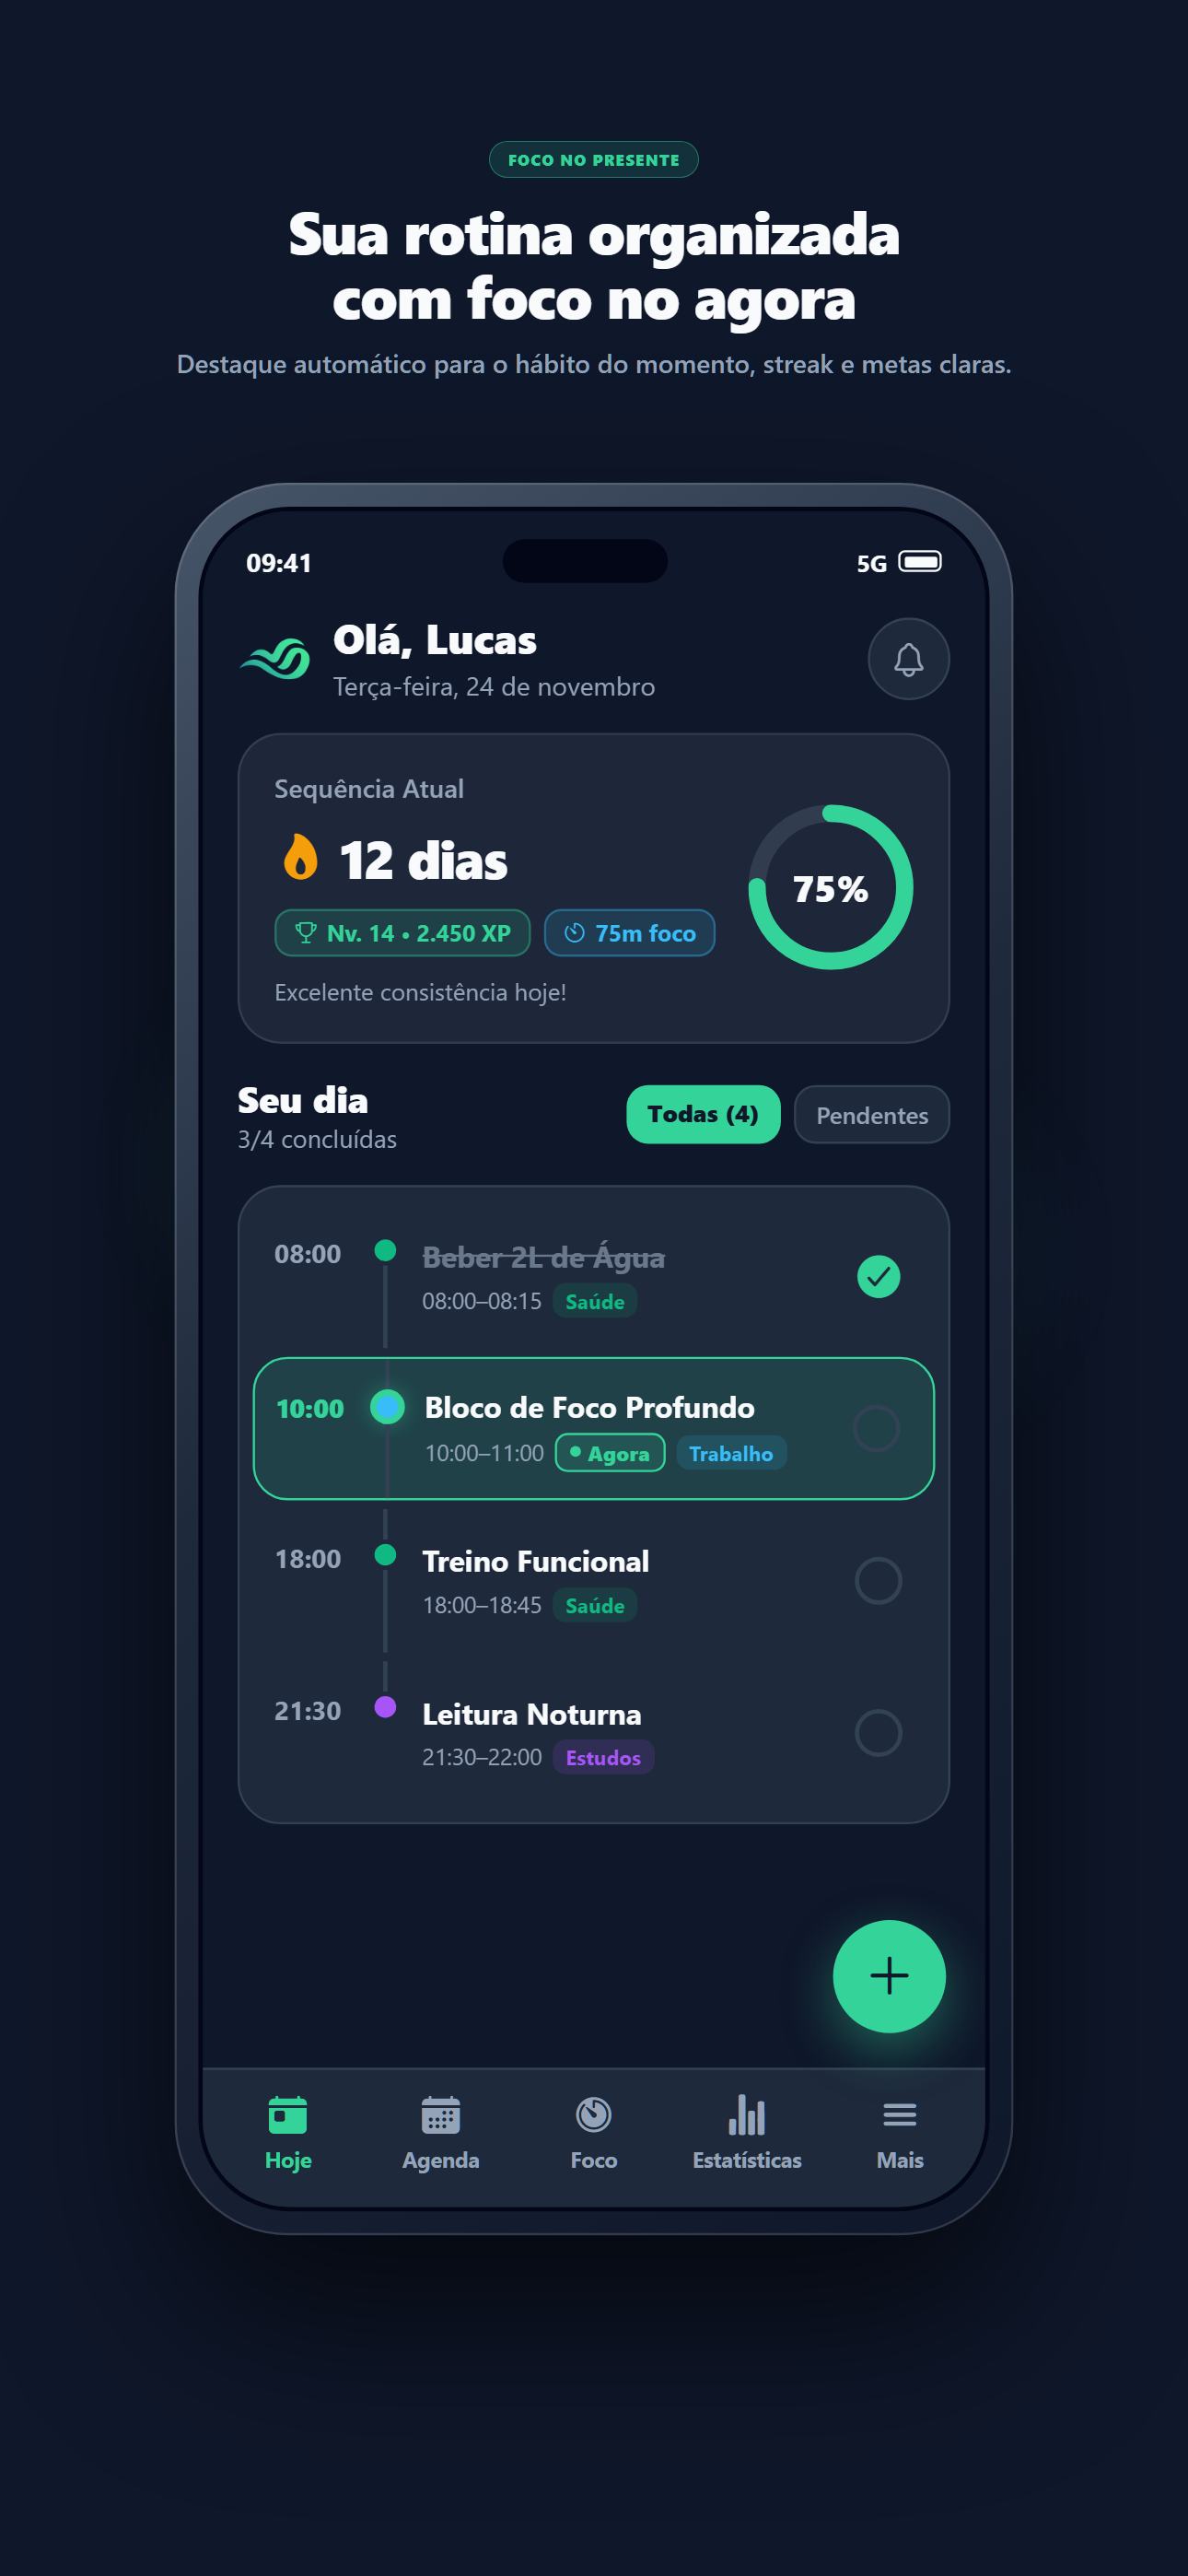 FOCO NO PRESENTE
Sua rotina organizada
com foco no agora
Destaque automático para o hábito do momento, streak e metas claras.
09:41
5G
Olá, Lucas
Terça-feira, 24 de novembro
Sequência Atual
12 dias
75%
Nv. 14 • 2.450 XP
75m foco
Excelente consistência hoje!
Seu dia
3/4 concluídas
Todas (4)
Pendentes
08:00
Beber 2L de Água
08:00–08:15 Saúde
10:00
Bloco de Foco Profundo
10:00–11:00 Agora Trabalho
18:00
Treino Funcional
18:00–18:45 Saúde
21:30
Leitura Noturna
21:30–22:00 Estudos
Hoje
Agenda
Foco
Estatísticas
Mais